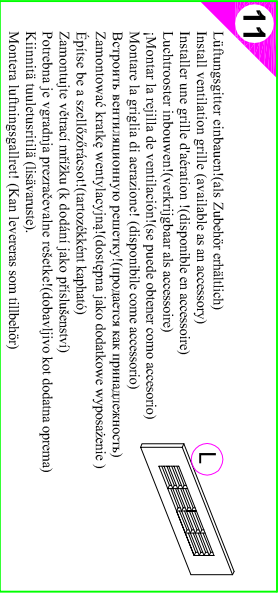 11
Lüftungsgitter einbauen!(als Zubehör erhältlich)
Install ventilation grille (available as an accessory)
Installer une grille d'aération !(disponible en accessoire)
Luchtrooster inbouwen!(verkrijgbaar als accessoire)
¡Montar la rejilla de ventilación!(se puede obtener como accesorio)
Montare la griglia di aerazione! (disponibile come accessorio)
Встроить вентиляционную решетку!(продается как принадлежность)
Zamontować kratkę wentylacyjną!(dostępna jako dodatkowe wyposażenie )
Építse be a szellőzőrácsot!(tartozékként kapható)
Zamontujte větrací mřížku (k dodání jako příslušenství)
Potrebna je vgradnja prezračevalne rešetke!(dobavljivo kot dodatna oprema)
Kiinnitä tuuletusritilä (lisävaruste).
Montera luftningsgallret! (Kan levereras som tillbehör)
L